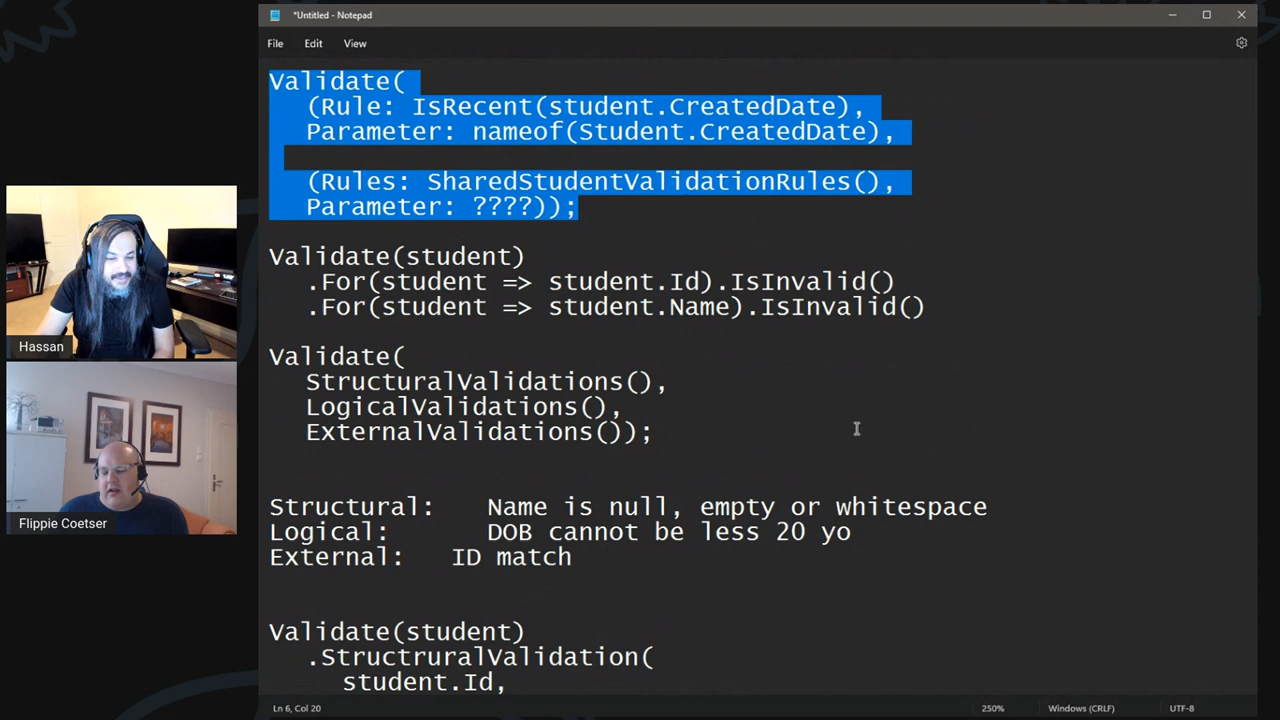 *Untitled - Notepad
File Edit View
Validate(
(Rule: IsRecent(student.CreatedDate),
Parameter: nameof(Student.CreatedDate),
(Rules: SharedStudentValidationRules(),
Parameter: ????));
Validate(student)
.For(student => student.Id).IsInvalid()
.For(student => student.Name).IsInvalid()
Validate(
StructuralValidations(),
LogicalValidations(),
ExternalValidations());
Structural: Name is null, empty or whitespace
Logical: DOB cannot be less 20 yo
External: ID match
Validate(student)
.StructruralValidation(
student.Id,
Ln 6, Col 20 250% Windows (CRLF) UTF-8
Hassan
Flippie Coetser